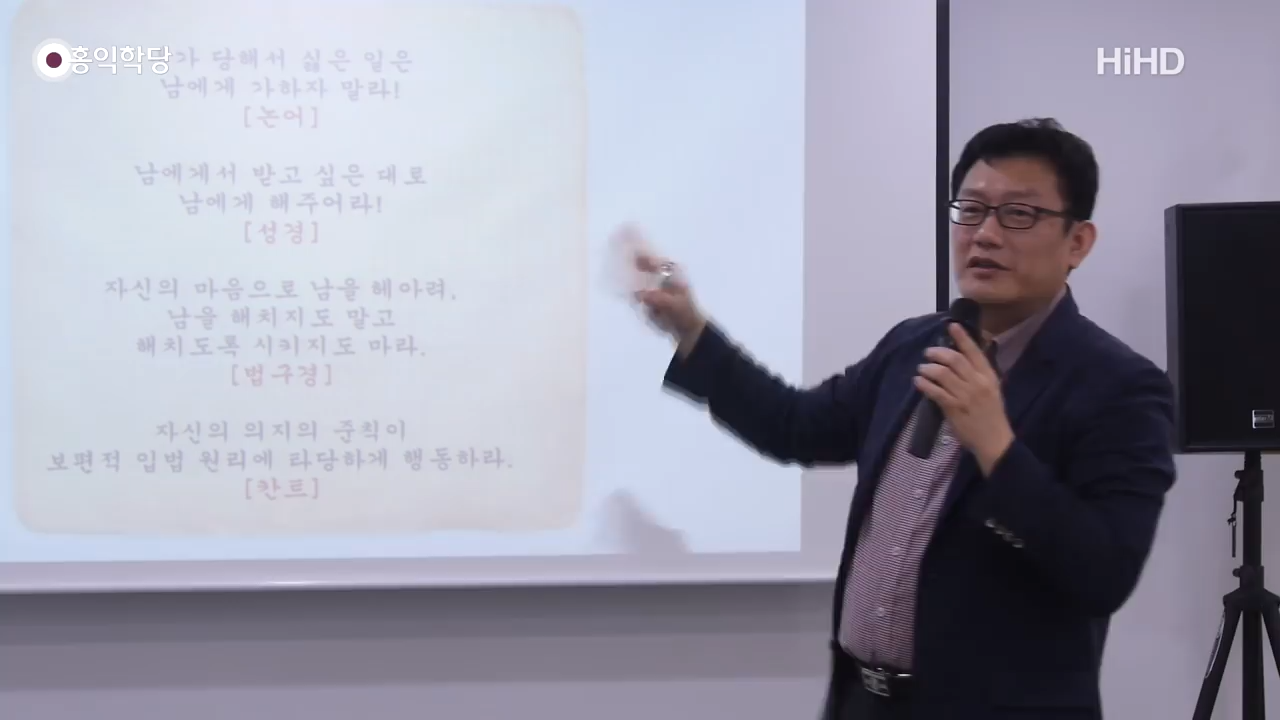 홍익학당
HiHD
가 당해서 싫은 일은
남에게 가하지 말라!
[논어]
남에게서 받고 싶은 대로
남에게 해주어라!
[성경]
자신의 마음으로 남을 헤아려,
남을 해치지도 말고
해치도록 시키지도 마라.
[법구경]
자신의 의지의 준칙이
보편적 입법 원리에 타당하게 행동하라.
[칸트]